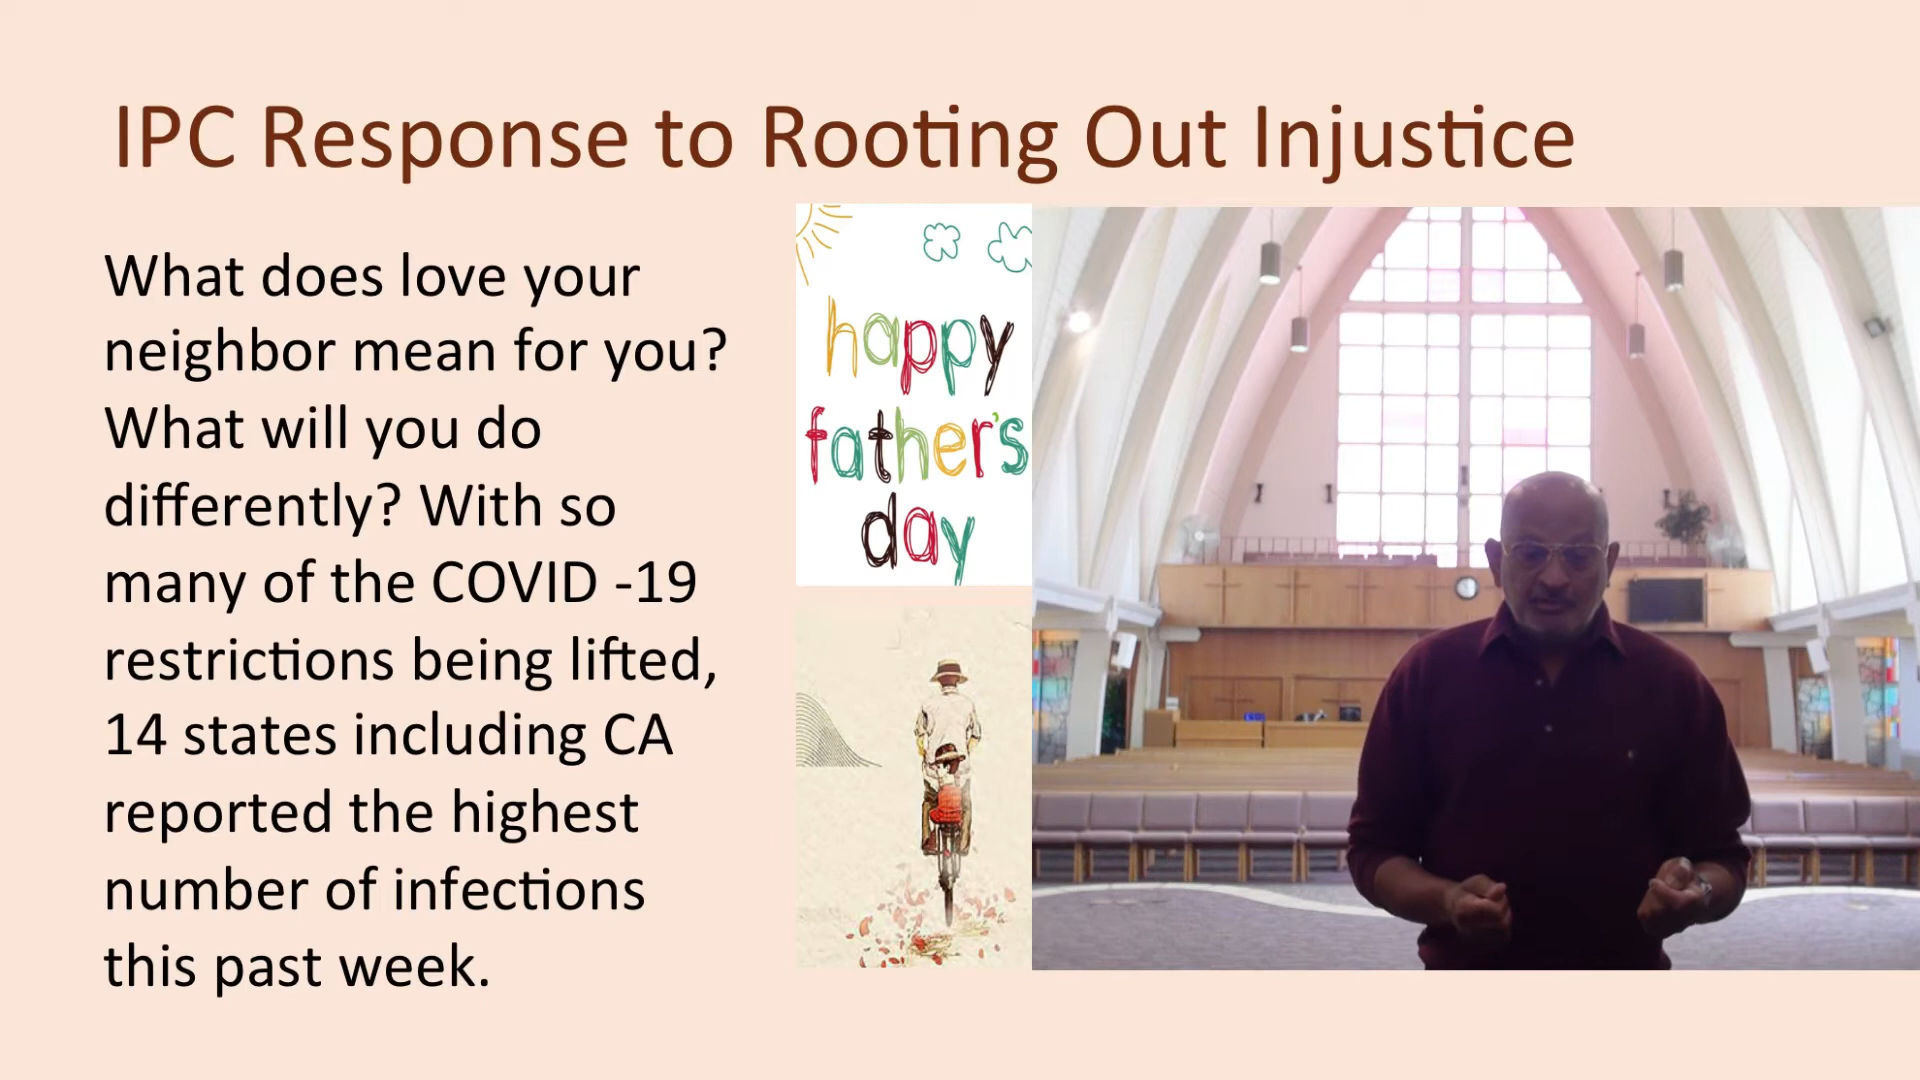 IPC Response to Rooting Out Injustice
What does love your
neighbor mean for you?
What will you do
differently? With so
many of the COVID -19
restrictions being lifted,
14 states including CA
reported the highest
number of infections
this past week.
happy
father's
day